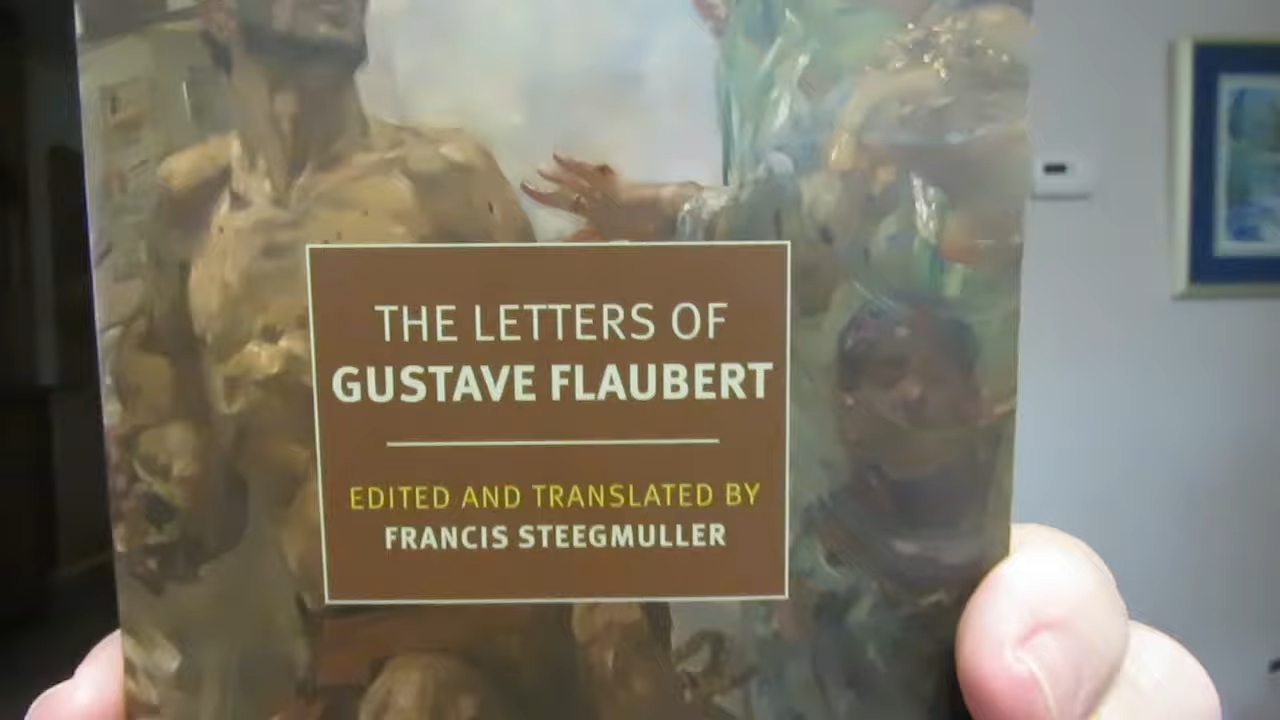 THE LETTERS OF
GUSTAVE FLAUBERT
EDITED AND TRANSLATED BY
FRANCIS STEEGMULLER